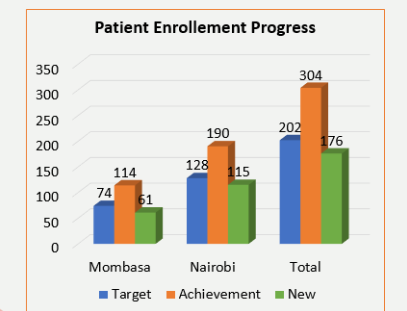 Patient Enrollement Progress
350
300
250
200
150
100
50
0
74 114 61
128 190 115
202 304 176
Mombasa Nairobi Total
Target Achievement New